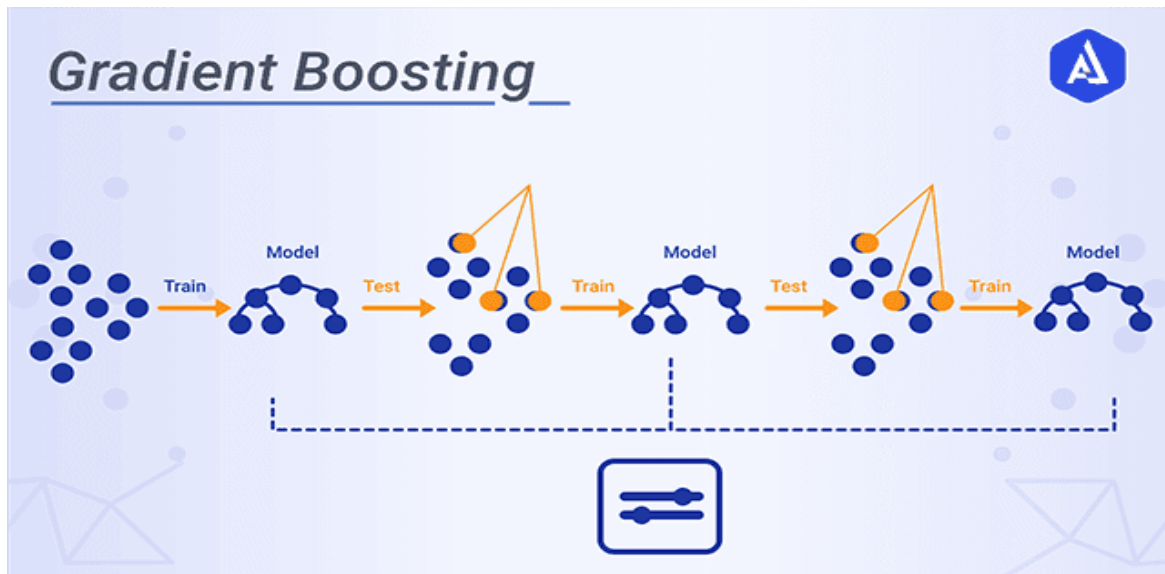 Gradient Boosting
Model
Model
Model
Train
Test
Train
Test
Train